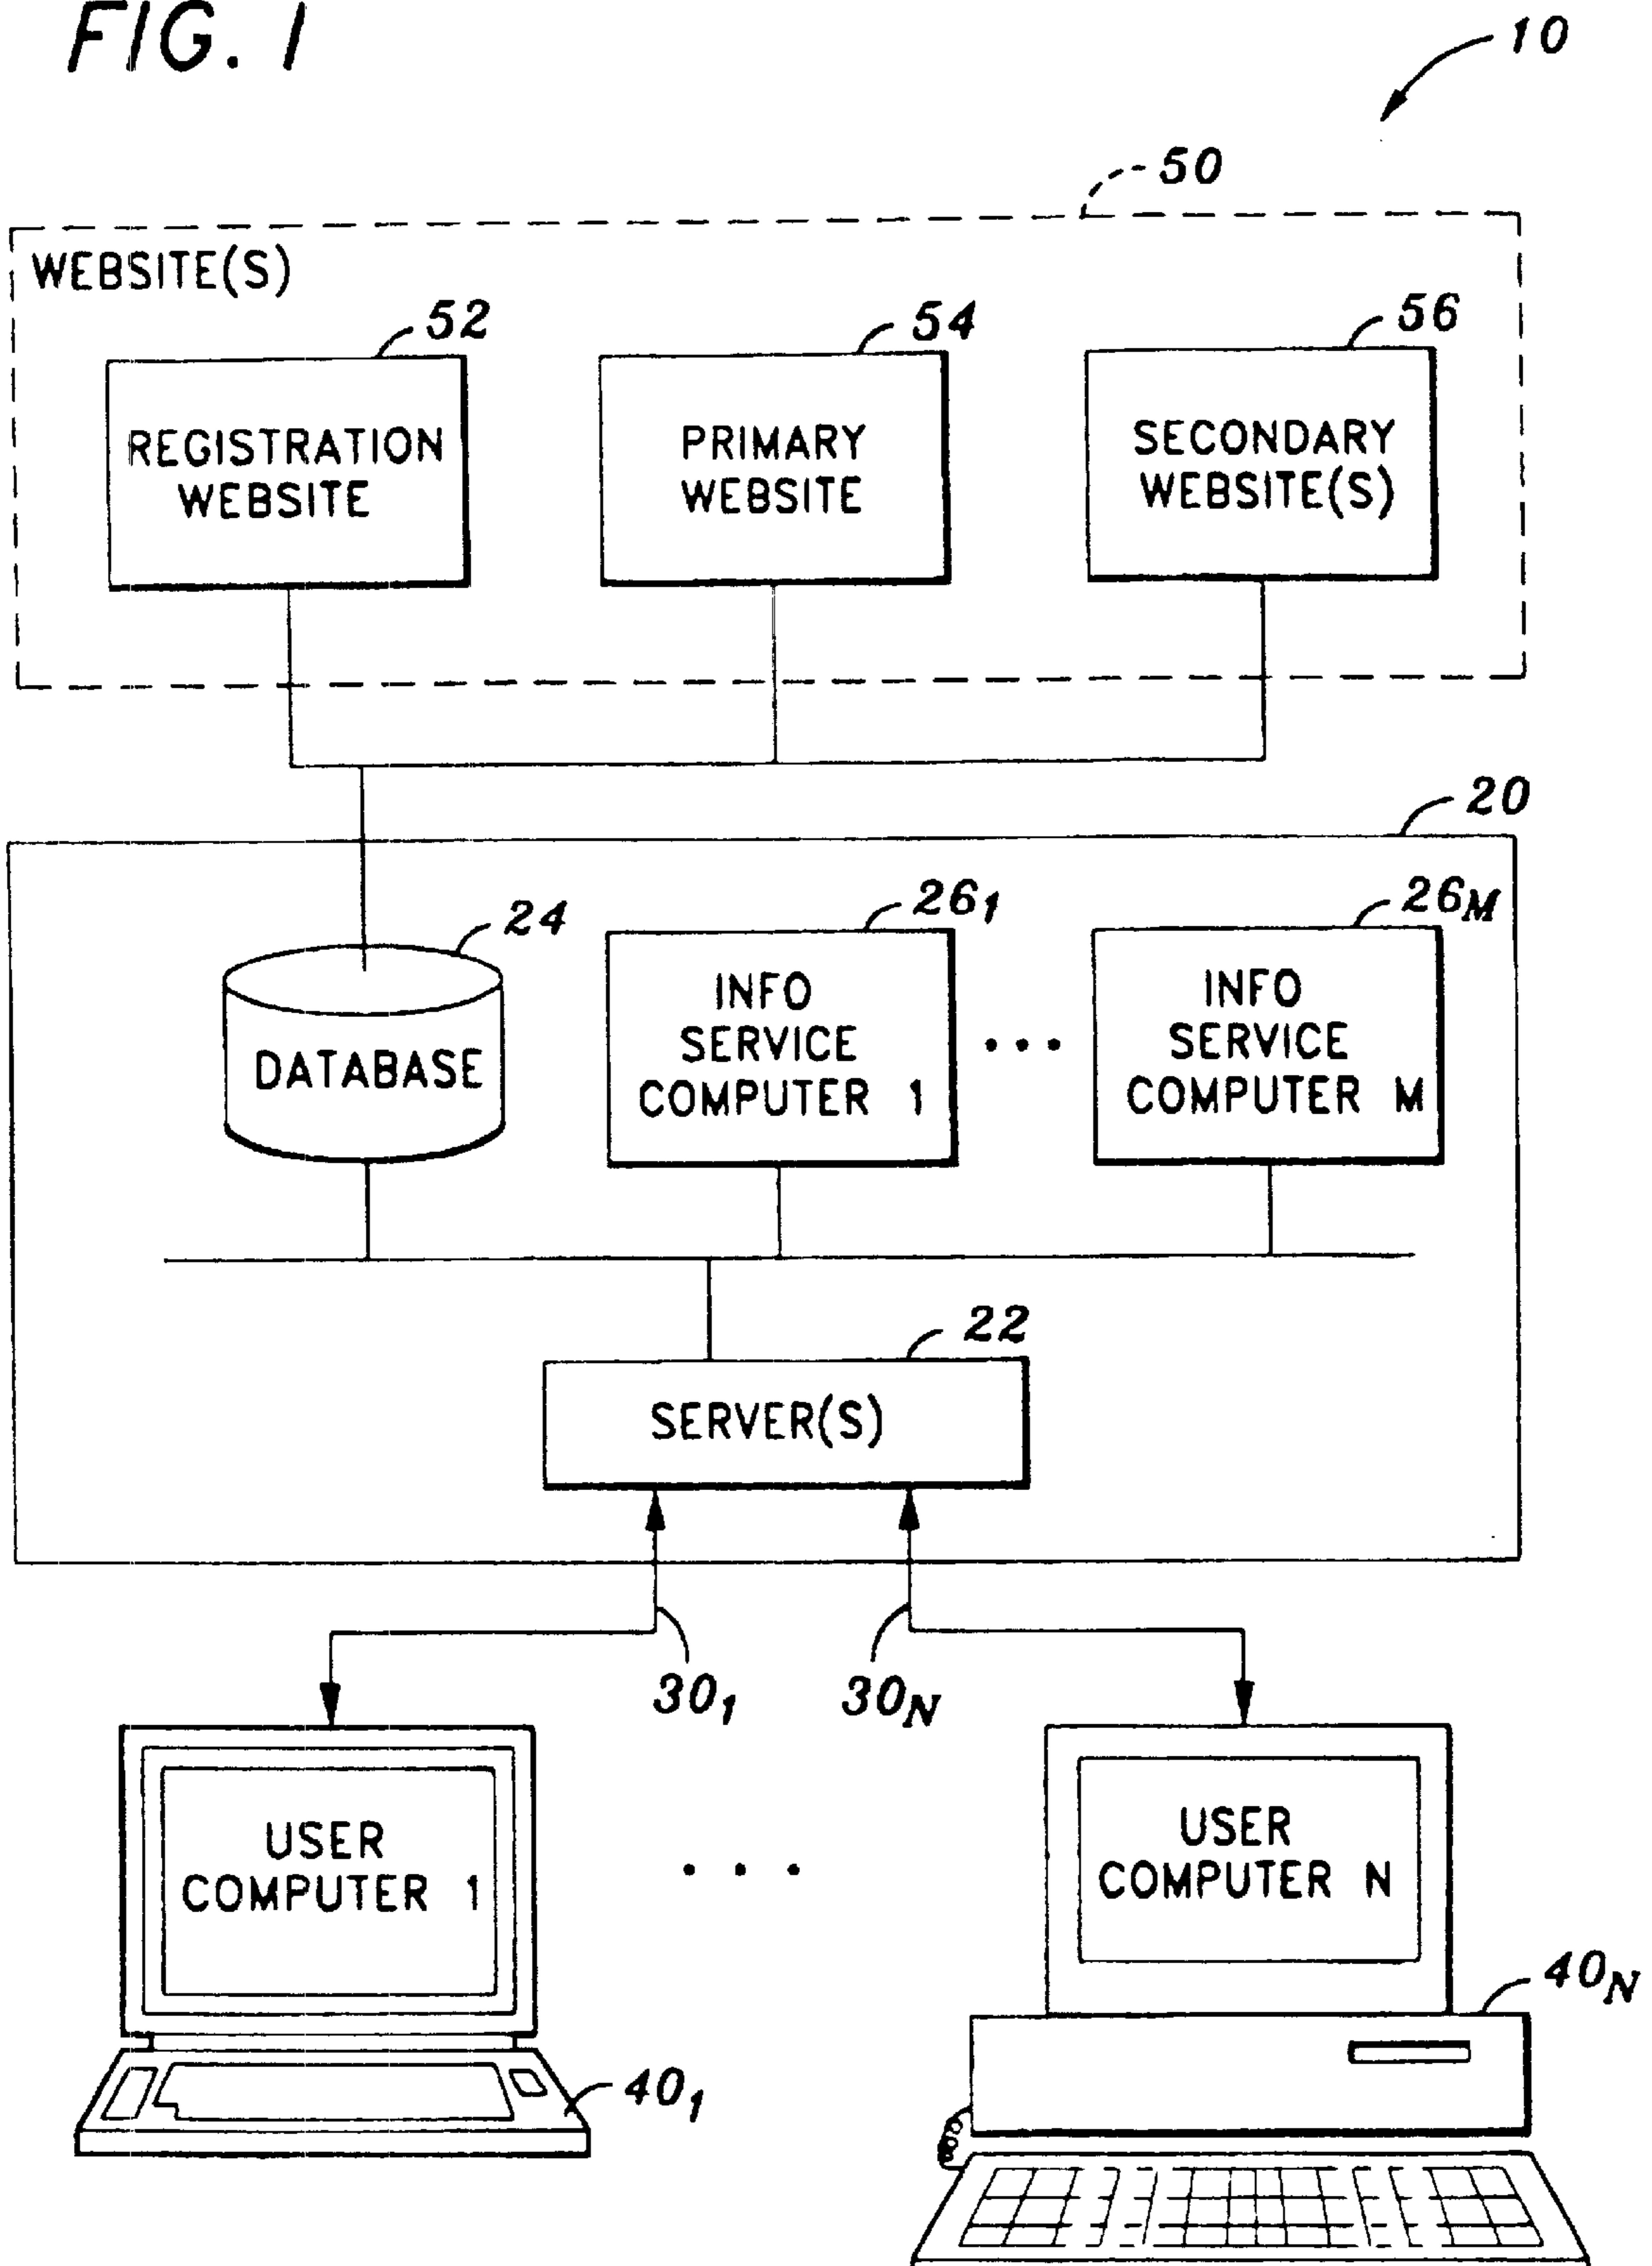 FIG. 1
10
50
WEBSITE(S)
52
54
56
REGISTRATION
WEBSITE
PRIMARY
WEBSITE
SECONDARY
WEBSITE(S)
20
24
26₁
26M
DATABASE
INFO
SERVICE
COMPUTER 1
INFO
SERVICE
COMPUTER M
22
SERVER(S)
30₁
30N
USER
COMPUTER 1
USER
COMPUTER N
40₁
40N